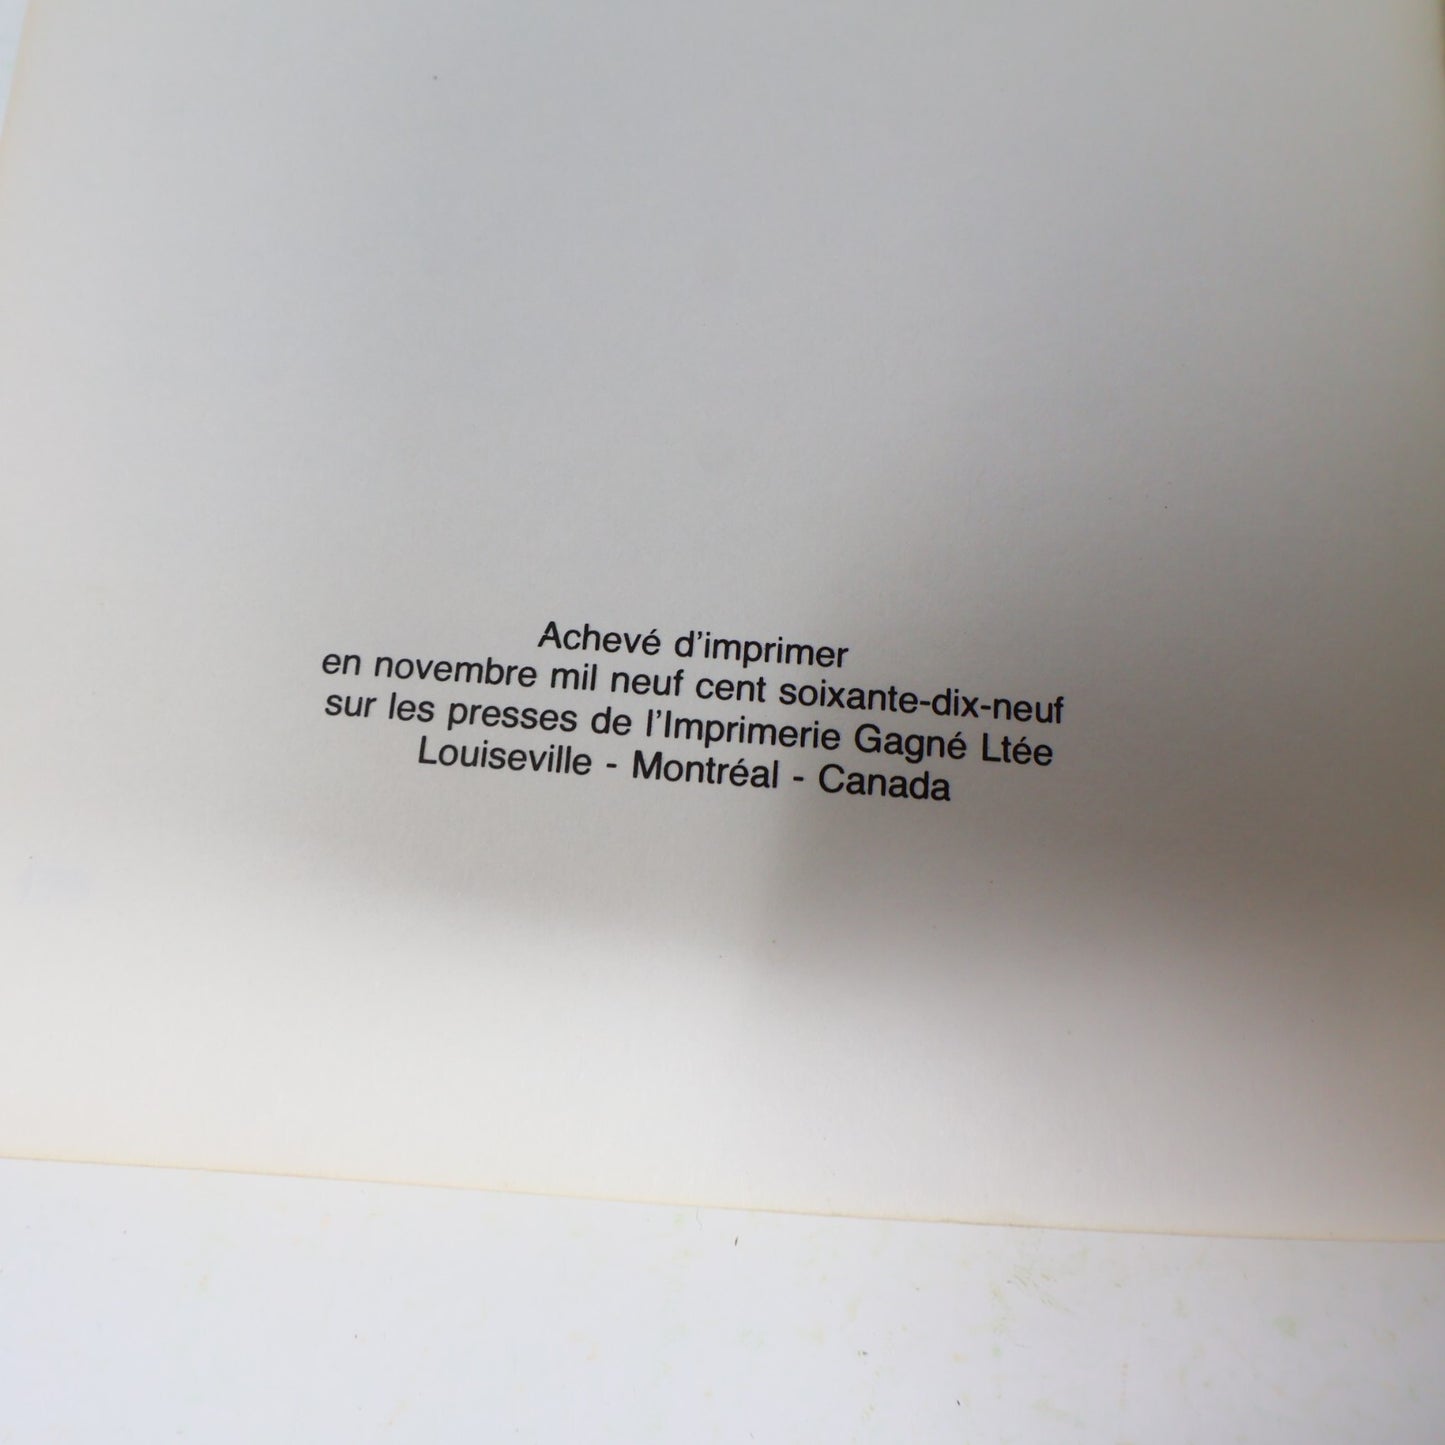 Achevé d'imprimer
en novembre mil neuf cent soixante-dix-neuf
sur les presses de l'Imprimerie Gagné Ltée
Louiseville - Montréal - Canada